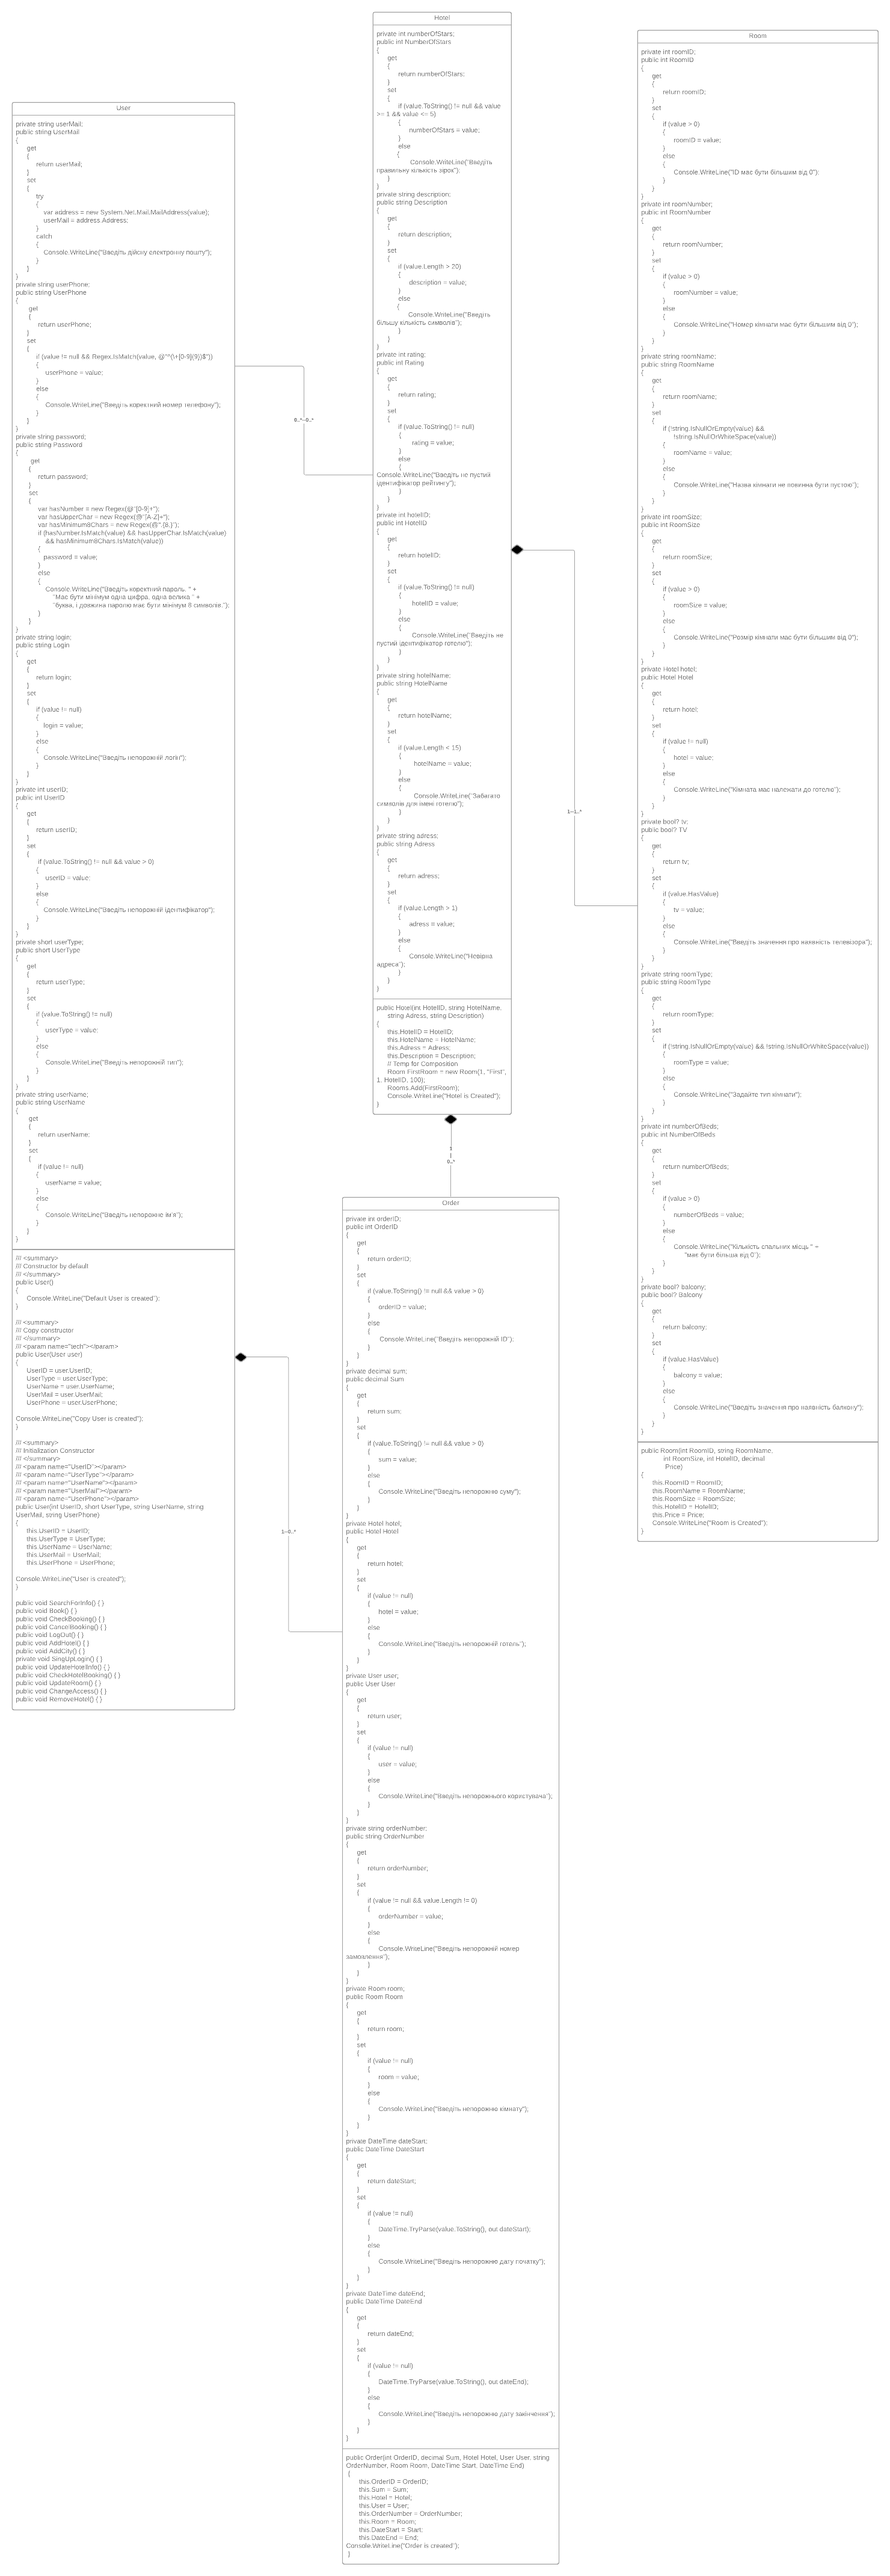 User
private string userMail;
public string UserMail
{
get
{
return userMail;
}
set
{
try
{
var address = new System.Net.Mail.MailAddress(value);
userMail = address.Address;
}
catch
{
Console.WriteLine("Введіть дійсну електронну пошту");
}
}
}
private string userPhone;
public string UserPhone
{
get
{
return userPhone;
}
set
{
if (value != null && Regex.IsMatch(value, @"^(\+[0-9]{9})$"))
{
userPhone = value;
}
else
{
Console.WriteLine("Введіть коректний номер телефону");
}
}
}
private string password;
public string Password
{
get
{
return password;
}
set
{
var hasNumber = new Regex(@"[0-9]+");
var hasUpperChar = new Regex(@"[A-Z]+");
var hasMinimum8Chars = new Regex(@".{8,}");
if (hasNumber.IsMatch(value) && hasUpperChar.IsMatch(value)
&& hasMinimum8Chars.IsMatch(value))
{
password = value;
}
else
{
Console.WriteLine("Введіть коректний пароль. " +
"Має бути мінімум одна цифра, одна велика " +
"буква, і довжина паролю має бути мінімум 8 символів.");
}
}
}
private string login;
public string Login
{
get
{
return login;
}
set
{
if (value != null)
{
login = value;
}
else
{
Console.WriteLine("Введіть непорожній логін");
}
}
}
private int userID;
public int UserID
{
get
{
return userID;
}
set
{
if (value.ToString() != null && value > 0)
{
userID = value;
}
else
{
Console.WriteLine("Введіть непорожній ідентифікатор");
}
}
}
private short userType;
public short UserType
{
get
{
return userType;
}
set
{
if (value.ToString() != null)
{
userType = value;
}
else
{
Console.WriteLine("Введіть непорожній тип");
}
}
}
private string userName;
public string UserName
{
get
{
return userName;
}
set
{
if (value != null)
{
userName = value;
}
else
{
Console.WriteLine("Введіть непорожнє ім'я");
}
}
}
/// <summary>
/// Constructor by default
/// </summary>
public User()
{
Console.WriteLine("Default User is created");
}
/// <summary>
/// Copy constructor
/// </summary>
/// <param name="tech"></param>
public User(User user)
{
UserID = user.UserID;
UserType = user.UserType;
UserName = user.UserName;
UserMail = user.UserMail;
UserPhone = user.UserPhone;
Console.WriteLine("Copy User is created");
}
/// <summary>
/// Initialization Constructor
/// </summary>
/// <param name="UserID"></param>
/// <param name="UserType"></param>
/// <param name="UserName"></param>
/// <param name="UserMail"></param>
/// <param name="UserPhone"></param>
public User(int UserID, short UserType, string UserName, string
UserMail, string UserPhone)
{
this.UserID = UserID;
this.UserType = UserType;
this.UserName = UserName;
this.UserMail = UserMail;
this.UserPhone = UserPhone;
Console.WriteLine("User is created");
}
public void SearchForInfo() { }
public void Book() { }
public void CheckBooking() { }
public void CancelBooking() { }
public void LogOut() { }
public void AddHotel() { }
public void AddCity() { }
private void SingUpLogin() { }
public void UpdateHotelInfo() { }
public void CheckHotelBooking() { }
public void UpdateRoom() { }
public void ChangeAccess() { }
public void RemoveHotel() { }
0..*--0..*
1--0..*
Hotel
private int numberOfStars;
public int NumberOfStars
{
get
{
return numberOfStars;
}
set
{
if (value.ToString() != null && value
>= 1 && value <= 5)
{
numberOfStars = value;
}
else
{
Console.WriteLine("Введіть
правильну кількість зірок");
}
}
}
private string description;
public string Description
{
get
{
return description;
}
set
{
if (value.Length > 20)
{
description = value;
}
else
{
Console.WriteLine("Введіть
більшу кількість символів");
}
}
}
private int rating;
public int Rating
{
get
{
return rating;
}
set
{
if (value.ToString() != null)
{
rating = value;
}
else
{
Console.WriteLine("Введіть не пустий
ідентифікатор рейтингу");
}
}
}
private int hotelID;
public int HotelID
{
get
{
return hotelID;
}
set
{
if (value.ToString() != null)
{
hotelID = value;
}
else
{
Console.WriteLine("Введіть не
пустий ідентифікатор готелю");
}
}
}
private string hotelName;
public string HotelName
{
get
{
return hotelName;
}
set
{
if (value.Length < 15)
{
hotelName = value;
}
else
{
Console.WriteLine("Забагато
символів для імені готелю");
}
}
}
private string adress;
public string Adress
{
get
{
return adress;
}
set
{
if (value.Length > 1)
{
adress = value;
}
else
{
Console.WriteLine("Невірна
адреса");
}
}
}
public Hotel(int HotelID, string HotelName,
string Adress, string Description)
{
this.HotelID = HotelID;
this.HotelName = HotelName;
this.Adress = Adress;
this.Description = Description;
// Temp for Composition
Room FirstRoom = new Room(1, "First",
1, HotelID, 100);
Rooms.Add(FirstRoom);
Console.WriteLine("Hotel is Created");
}
1--1..*
1
|
0..*
Room
private int roomID;
public int RoomID
{
get
{
return roomID;
}
set
{
if (value > 0)
{
roomID = value;
}
else
{
Console.WriteLine("ID має бути більшим від 0");
}
}
}
private int roomNumber;
public int RoomNumber
{
get
{
return roomNumber;
}
set
{
if (value > 0)
{
roomNumber = value;
}
else
{
Console.WriteLine("Номер кімнати має бути більшим від 0");
}
}
}
private string roomName;
public string RoomName
{
get
{
return roomName;
}
set
{
if (!string.IsNullOrEmpty(value) &&
!string.IsNullOrWhiteSpace(value))
{
roomName = value;
}
else
{
Console.WriteLine("Назва кімнати не повинна бути пустою");
}
}
}
private int roomSize;
public int RoomSize
{
get
{
return roomSize;
}
set
{
if (value > 0)
{
roomSize = value;
}
else
{
Console.WriteLine("Розмір кімнати має бути більшим від 0");
}
}
}
private Hotel hotel;
public Hotel Hotel
{
get
{
return hotel;
}
set
{
if (value != null)
{
hotel = value;
}
else
{
Console.WriteLine("Кімната має належати до готелю");
}
}
}
private bool? tv;
public bool? TV
{
get
{
return tv;
}
set
{
if (value.HasValue)
{
tv = value;
}
else
{
Console.WriteLine("Введіть значення про наявність телевізора");
}
}
}
private string roomType;
public string RoomType
{
get
{
return roomType;
}
set
{
if (!string.IsNullOrEmpty(value) && !string.IsNullOrWhiteSpace(value))
{
roomType = value;
}
else
{
Console.WriteLine("Задайте тип кімнати");
}
}
}
private int numberOfBeds;
public int NumberOfBeds
{
get
{
return numberOfBeds;
}
set
{
if (value > 0)
{
numberOfBeds = value;
}
else
{
Console.WriteLine("Кількість спальних місць " +
"має бути більша від 0");
}
}
}
private bool? balcony;
public bool? Balcony
{
get
{
return balcony;
}
set
{
if (value.HasValue)
{
balcony = value;
}
else
{
Console.WriteLine("Введіть значення про наявність балкону");
}
}
}
public Room(int RoomID, string RoomName,
int RoomSize, int HotelID, decimal
Price)
{
this.RoomID = RoomID;
this.RoomName = RoomName;
this.RoomSize = RoomSize;
this.HotelID = HotelID;
this.Price = Price;
Console.WriteLine("Room is Created");
}
Order
private int orderID;
public int OrderID
{
get
{
return orderID;
}
set
{
if (value.ToString() != null && value > 0)
{
orderID = value;
}
else
{
Console.WriteLine("Введіть непорожній ID");
}
}
}
private decimal sum;
public decimal Sum
{
get
{
return sum;
}
set
{
if (value.ToString() != null && value > 0)
{
sum = value;
}
else
{
Console.WriteLine("Введіть непорожню суму");
}
}
}
private Hotel hotel;
public Hotel Hotel
{
get
{
return hotel;
}
set
{
if (value != null)
{
hotel = value;
}
else
{
Console.WriteLine("Введіть непорожній готель");
}
}
}
private User user;
public User User
{
get
{
return user;
}
set
{
if (value != null)
{
user = value;
}
else
{
Console.WriteLine("Введіть непорожнього користувача");
}
}
}
private string orderNumber;
public string OrderNumber
{
get
{
return orderNumber;
}
set
{
if (value != null && value.Length != 0)
{
orderNumber = value;
}
else
{
Console.WriteLine("Введіть непорожній номер
замовлення");
}
}
}
private Room room;
public Room Room
{
get
{
return room;
}
set
{
if (value != null)
{
room = value;
}
else
{
Console.WriteLine("Введіть непорожню кімнату");
}
}
}
private DateTime dateStart;
public DateTime DateStart
{
get
{
return dateStart;
}
set
{
if (value != null)
{
DateTime.TryParse(value.ToString(), out dateStart);
}
else
{
Console.WriteLine("Введіть непорожню дату початку");
}
}
}
private DateTime dateEnd;
public DateTime DateEnd
{
get
{
return dateEnd;
}
set
{
if (value != null)
{
DateTime.TryParse(value.ToString(), out dateEnd);
}
else
{
Console.WriteLine("Введіть непорожню дату закінчення");
}
}
}
public Order(int OrderID, decimal Sum, Hotel Hotel, User User, string
OrderNumber, Room Room, DateTime Start, DateTime End)
{
this.OrderID = OrderID;
this.Sum = Sum;
this.Hotel = Hotel;
this.User = User;
this.OrderNumber = OrderNumber;
this.Room = Room;
this.DateStart = Start;
this.DateEnd = End;
Console.WriteLine("Order is created");
}